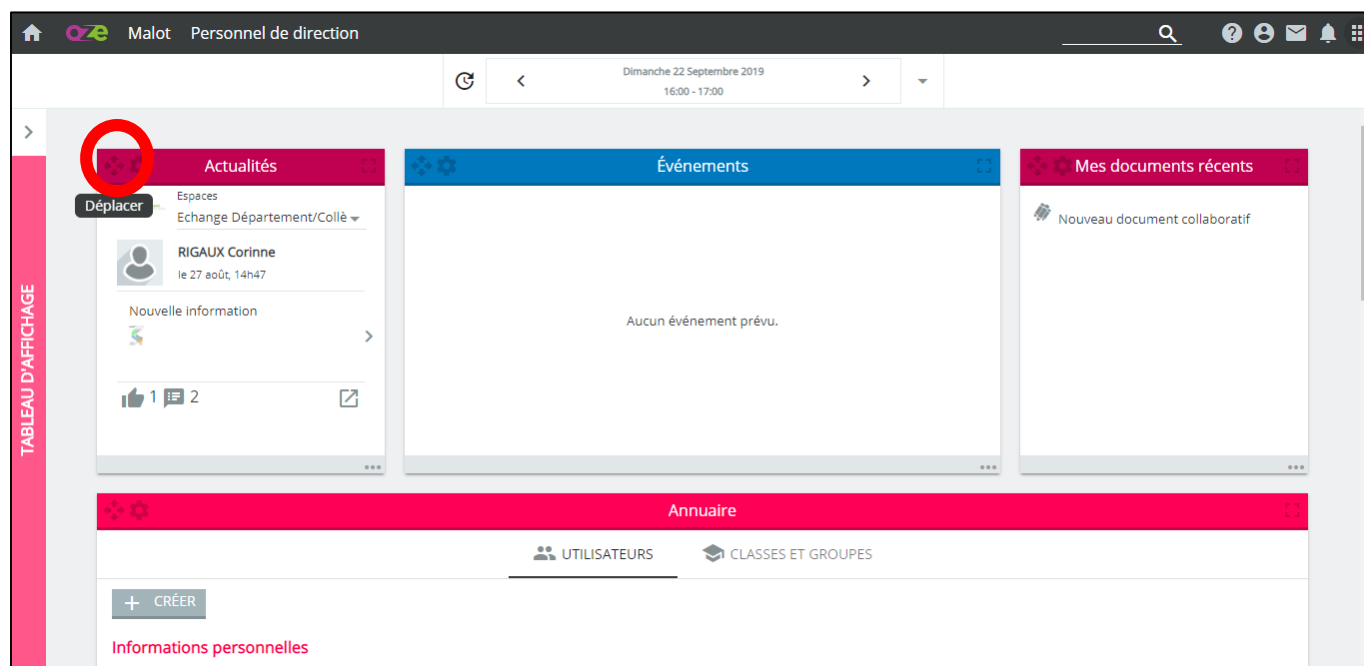 oze Malot Personnel de direction
Dimanche 22 Septembre 2019
16:00 - 17:00
TABLEAU D'AFFICHAGE
Actualités
Déplacer
Espaces
Echange Département/Collè
RIGAUX Corinne
le 27 août, 14h47
Nouvelle information
1 2
Événements
Aucun événement prévu.
Mes documents récents
Nouveau document collaboratif
Annuaire
UTILISATEURS CLASSES ET GROUPES
+ CRÉER
Informations personnelles